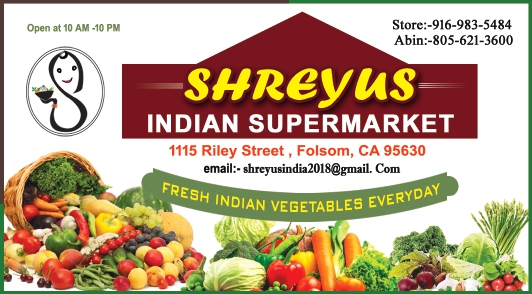 Open at 10 AM -10 PM
Store:-916-983-5484
Abin:-805-621-3600
SHREYUS
INDIAN SUPERMARKET
1115 Riley Street , Folsom, CA 95630
email:- shreyusindia2018@gmail. Com
FRESH INDIAN VEGETABLES EVERYDAY